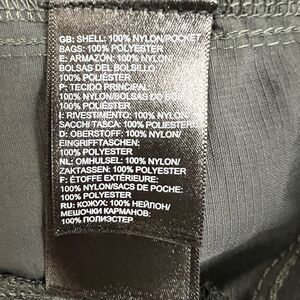 GB: SHELL: 100% NYLON/POCKET
BAGS: 100% POLYESTER
E: ARMAZÓN: 100% NYLON/
BOLSAS DEL BOLSILLO:
100% POLIÉSTER
P: TECIDO PRINCIPAL:
100% NYLON/BOLSAS DO BOLSO:
100% POLIÉSTER
I: RIVESTIMENTO: 100% NYLON/
SACCHI TASCA: 100% POLIESTERE
D: OBERSTOFF: 100% NYLON/
EINGRIFFTASCHEN:
100% POLYESTER
NL: OMHULSEL: 100% NYLON/
ZAKTASSEN: 100% POLYESTER
F: ÉTOFFE EXTÉRIEURE:
100% NYLON/SACS DE POCHE:
100% POLYESTER
RU: КОЖУХ: 100% НЕЙЛОН/
МЕШОЧКИ КАРМАНОВ:
100% ПОЛИЭСТЕР